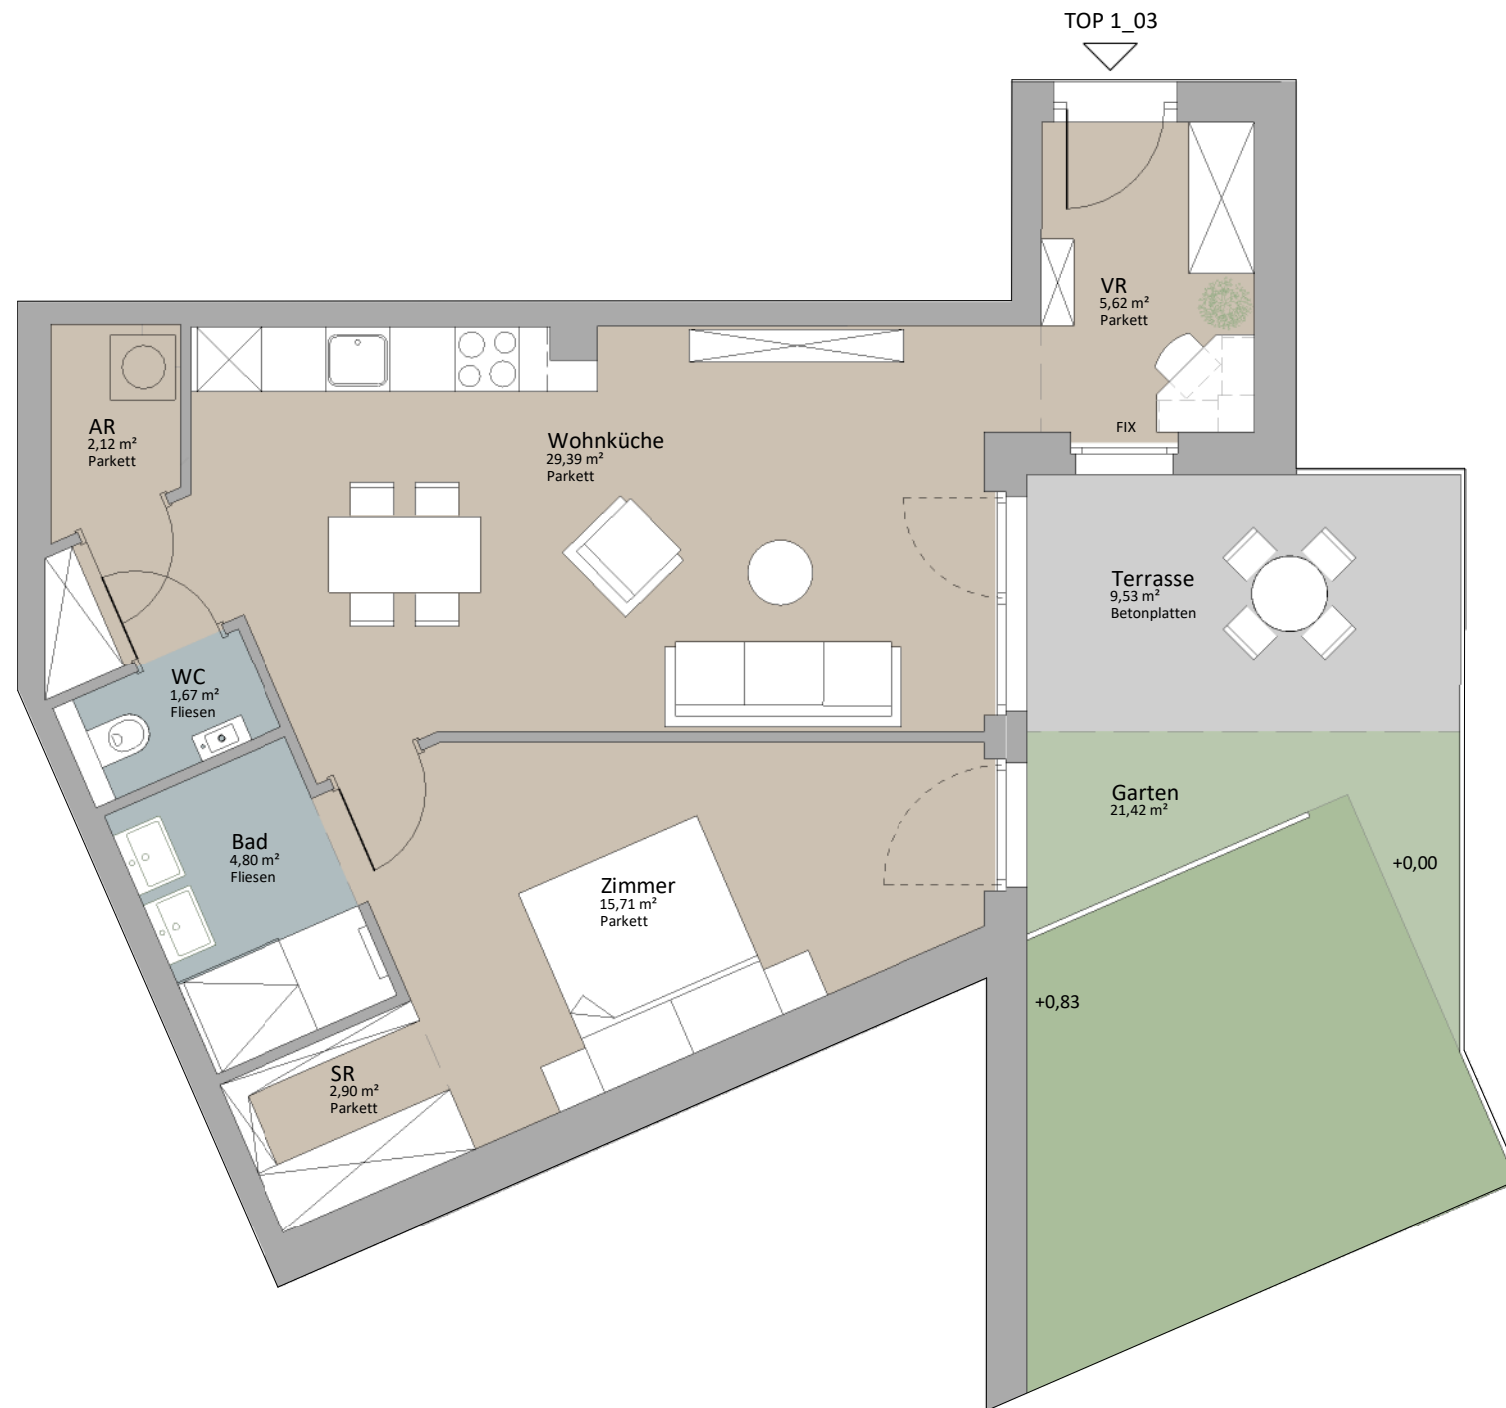 TOP 1_03
VR
5,62 m²
Parkett
FIX
AR
2,12 m²
Parkett
Wohnküche
29,39 m²
Parkett
Terrasse
9,53 m²
Betonplatten
WC
1,67 m²
Fliesen
Garten
21,42 m²
+0,00
Bad
4,80 m²
Fliesen
Zimmer
15,71 m²
Parkett
+0,83
SR
2,90 m²
Parkett